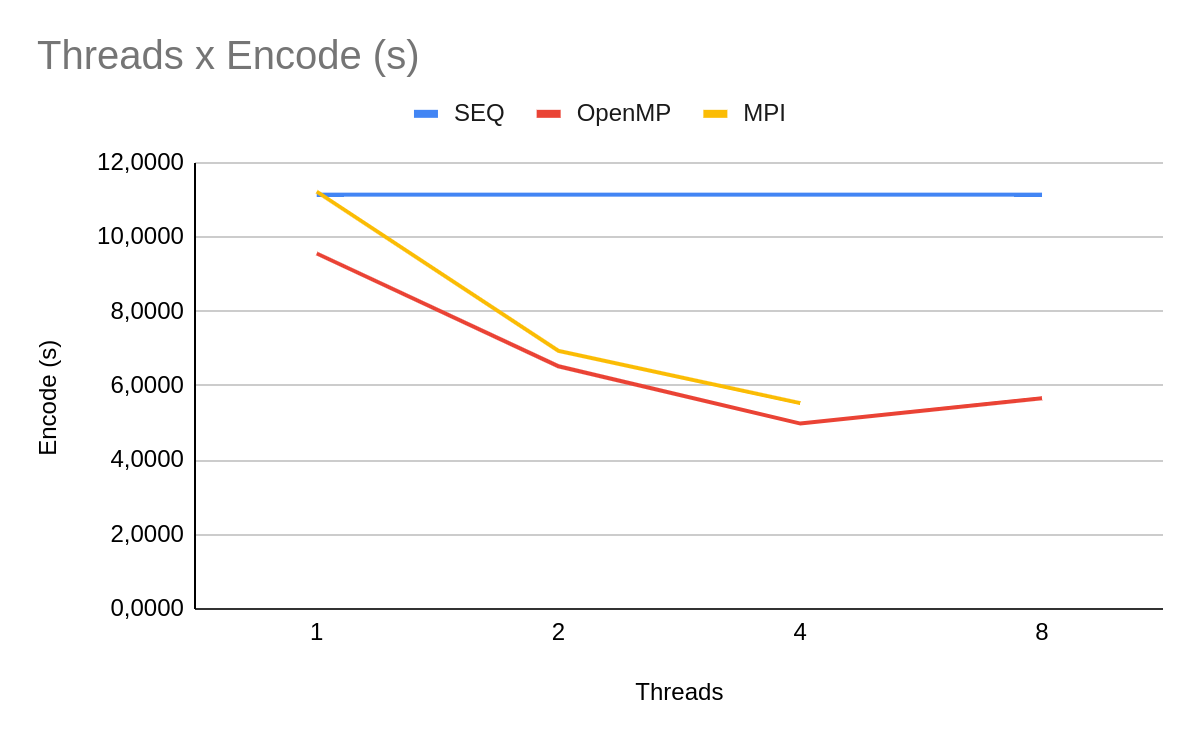 Threads x Encode (s)
SEQ OpenMP MPI
12,0000
10,0000
8,0000
6,0000
4,0000
2,0000
0,0000
Encode (s)
1 2 4 8
Threads